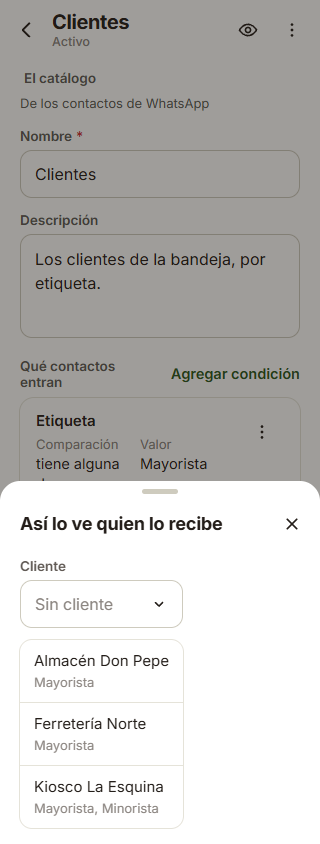 Clientes
Activo
El catálogo
De los contactos de WhatsApp
Nombre *
Clientes
Descripción
Los clientes de la bandeja, por
etiqueta.
Qué contactos
entran
Agregar condición
Etiqueta
Comparación
Valor
tiene alguna
Mayorista
Así lo ve quien lo recibe
Cliente
Sin cliente
Almacén Don Pepe
Mayorista
Ferretería Norte
Mayorista
Kiosco La Esquina
Mayorista, Minorista